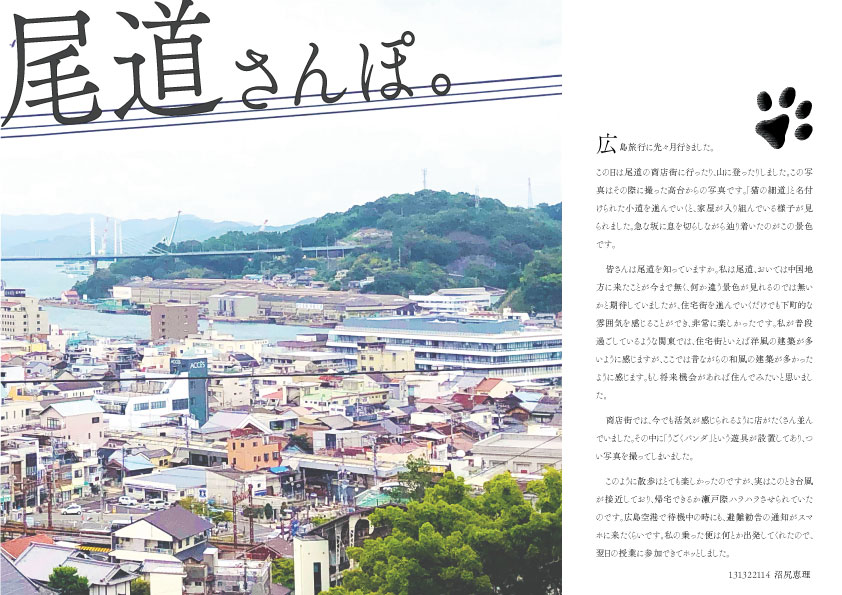 尾道さんぽ。
広島旅行に先々月行きました。
この日は尾道の商店街に行ったり、山に登ったりしました。この写
真はその際に撮った高台からの写真です。「猫の細道」と名付
けられた小道を進んでいくと、家屋が入り組んでいる様子が見
られました。急な坂に息を切らしながら辿り着いたのがこの景色
です。
皆さんは尾道を知っていますか。私は尾道、おいては中国地
方に来たことが今まで無く、何か違う景色が見れるのでは無い
かと期待していましたが、住宅街を進んでいくだけでも下町的な
雰囲気を感じることができ、非常に楽しかったです。私が普段
過ごしているような関東では、住宅街といえば洋風の建築が多
いように感じますが、ここでは昔ながらの和風の建築が多かった
ように感じます。もし将来機会があれば住んでみたいと思いまし
た。
商店街では、今でも活気が感じられるように店がたくさん並ん
でいました。その中に「うごくパンダ」という遊具が設置してあり、つ
い写真を撮ってしまいました。
このように散歩はとても楽しかったのですが、実はこのとき台風
が接近しており、帰宅できるか瀬戸際ハラハラさせられていた
のです。広島空港で待機中の時にも、避難勧告の通知がスマ
ホに来たくらいです。私の乗った便は何とか出発してくれたので、
翌日の授業に参加できてホッとしました。
131322114 沼尻恵理
ACCES